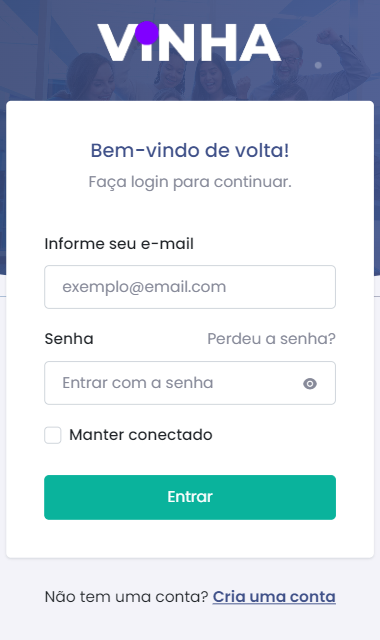 VINHA
Bem-vindo de volta!
Faça login para continuar.
Informe seu e-mail
exemplo@email.com
Senha Perdeu a senha?
Entrar com a senha
Manter conectado
Entrar
Não tem uma conta? Cria uma conta